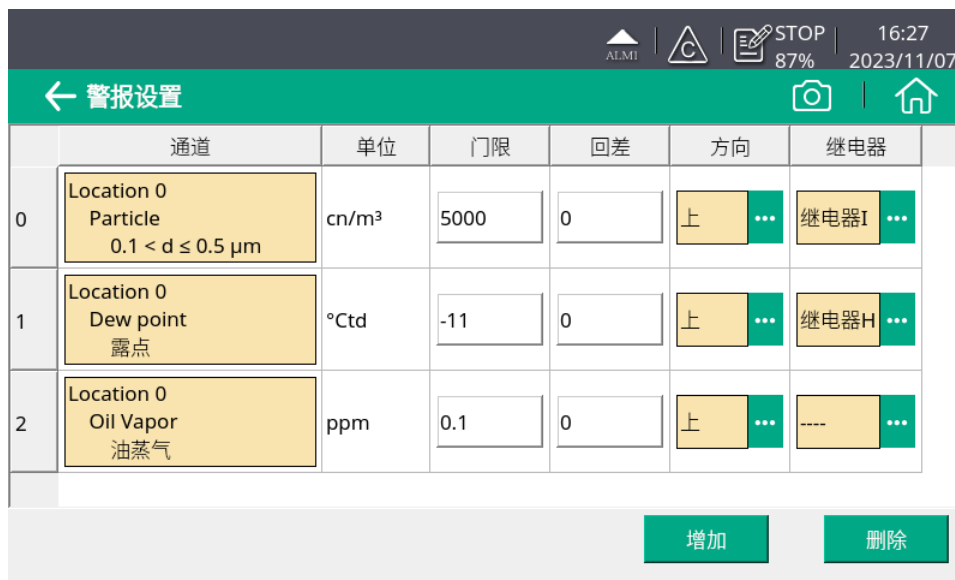 STOP 16:27
ALMI C 87% 2023/11/07
警报设置
通道 单位 门限 回差 方向 继电器
0
Location 0
Particle
0.1 < d ≤ 0.5 µm
cn/m³ 5000 0 上 ••• 继电器I •••
1
Location 0
Dew point
露点
°Ctd -11 0 上 ••• 继电器H •••
2
Location 0
Oil Vapor
油蒸气
ppm 0.1 0 上 ••• ---- •••
增加 删除